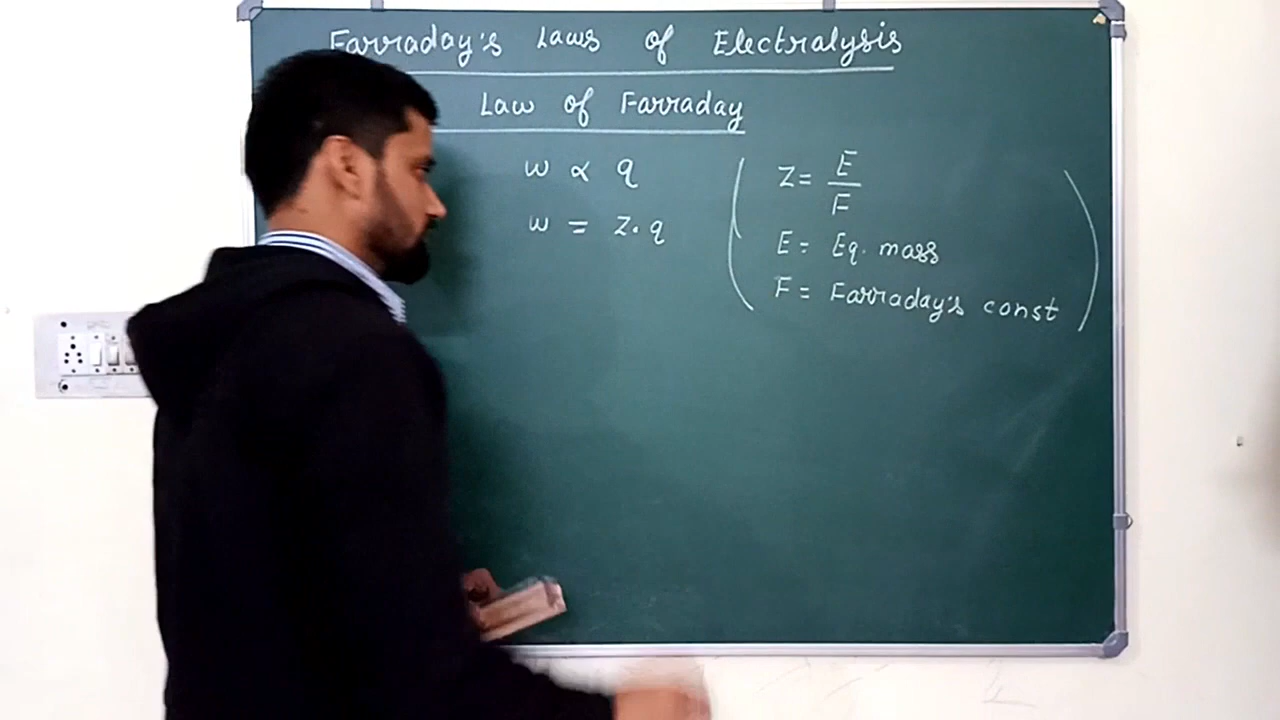 Farraday's Laws of Electralysis
Law of Farraday
w ∝ q
w = Z.q
Z = E/F
E = Eq. mass
F = Farraday's const